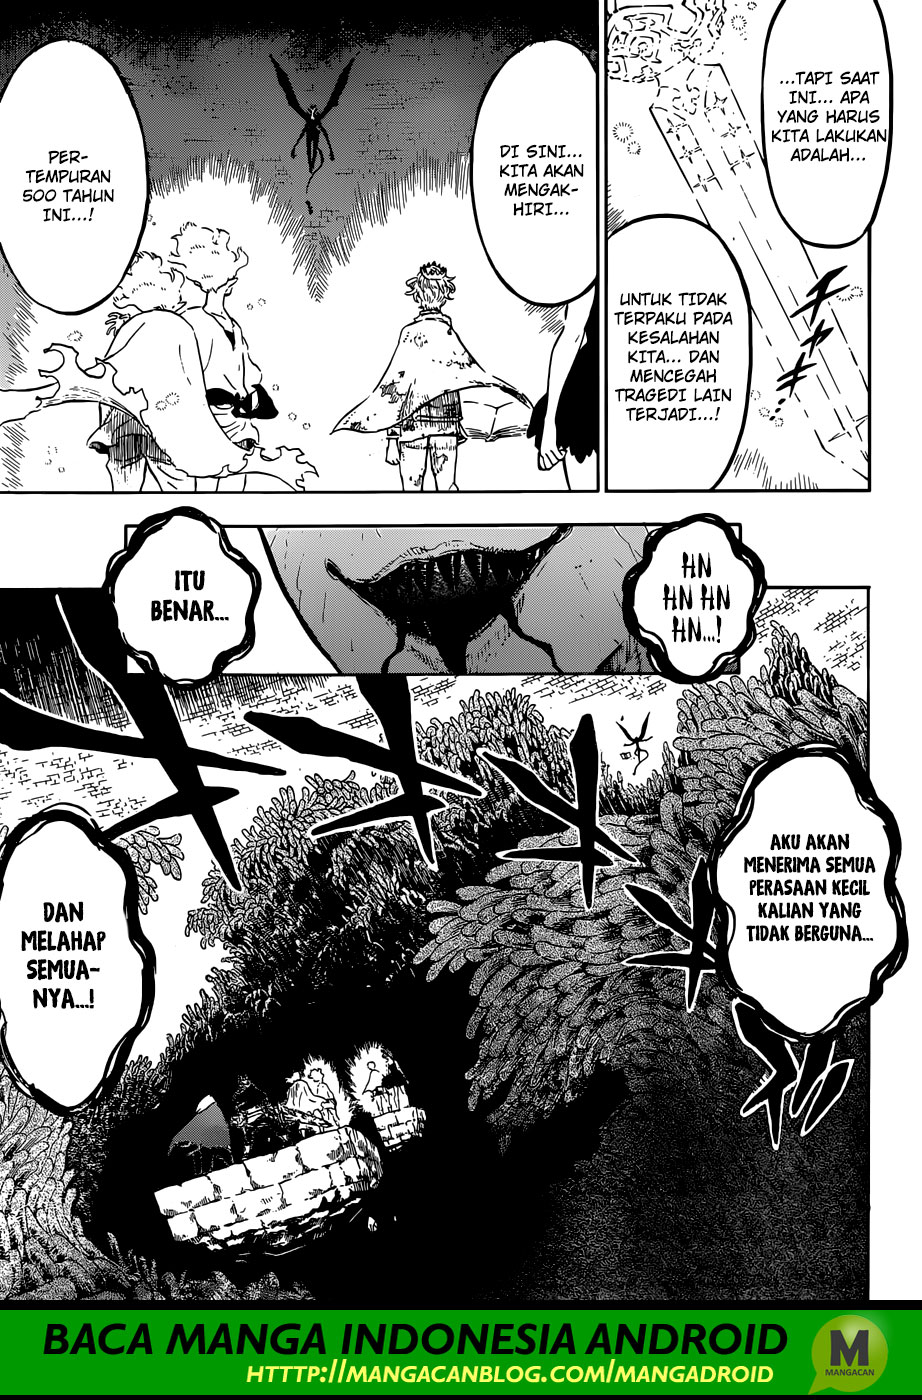 ...TAPI SAAT
INI... APA
YANG HARUS
KITA LAKUKAN
ADALAH...
UNTUK TIDAK
TERPAKU PADA
KESALAHAN
KITA... DAN
MENCEGAH
TRAGEDI LAIN
TERJADI...!
DI SINI...
KITA AKAN
MENGAK-
HIRI...
PER-
TEMPURAN
500 TAHUN
INI...!
HN
HN HN
HN...!
ITU
BENAR...
AKU AKAN
MENERIMA SEMUA
PERASAAN KECIL
KALIAN YANG
TIDAK BERGUNA...
DAN
MELAHAP
SEMUA-
NYA...!
BACA MANGA INDONESIA ANDROID
HTTTP://MANGACANBLOG.COM/MANGADROID
M
MANGACAN